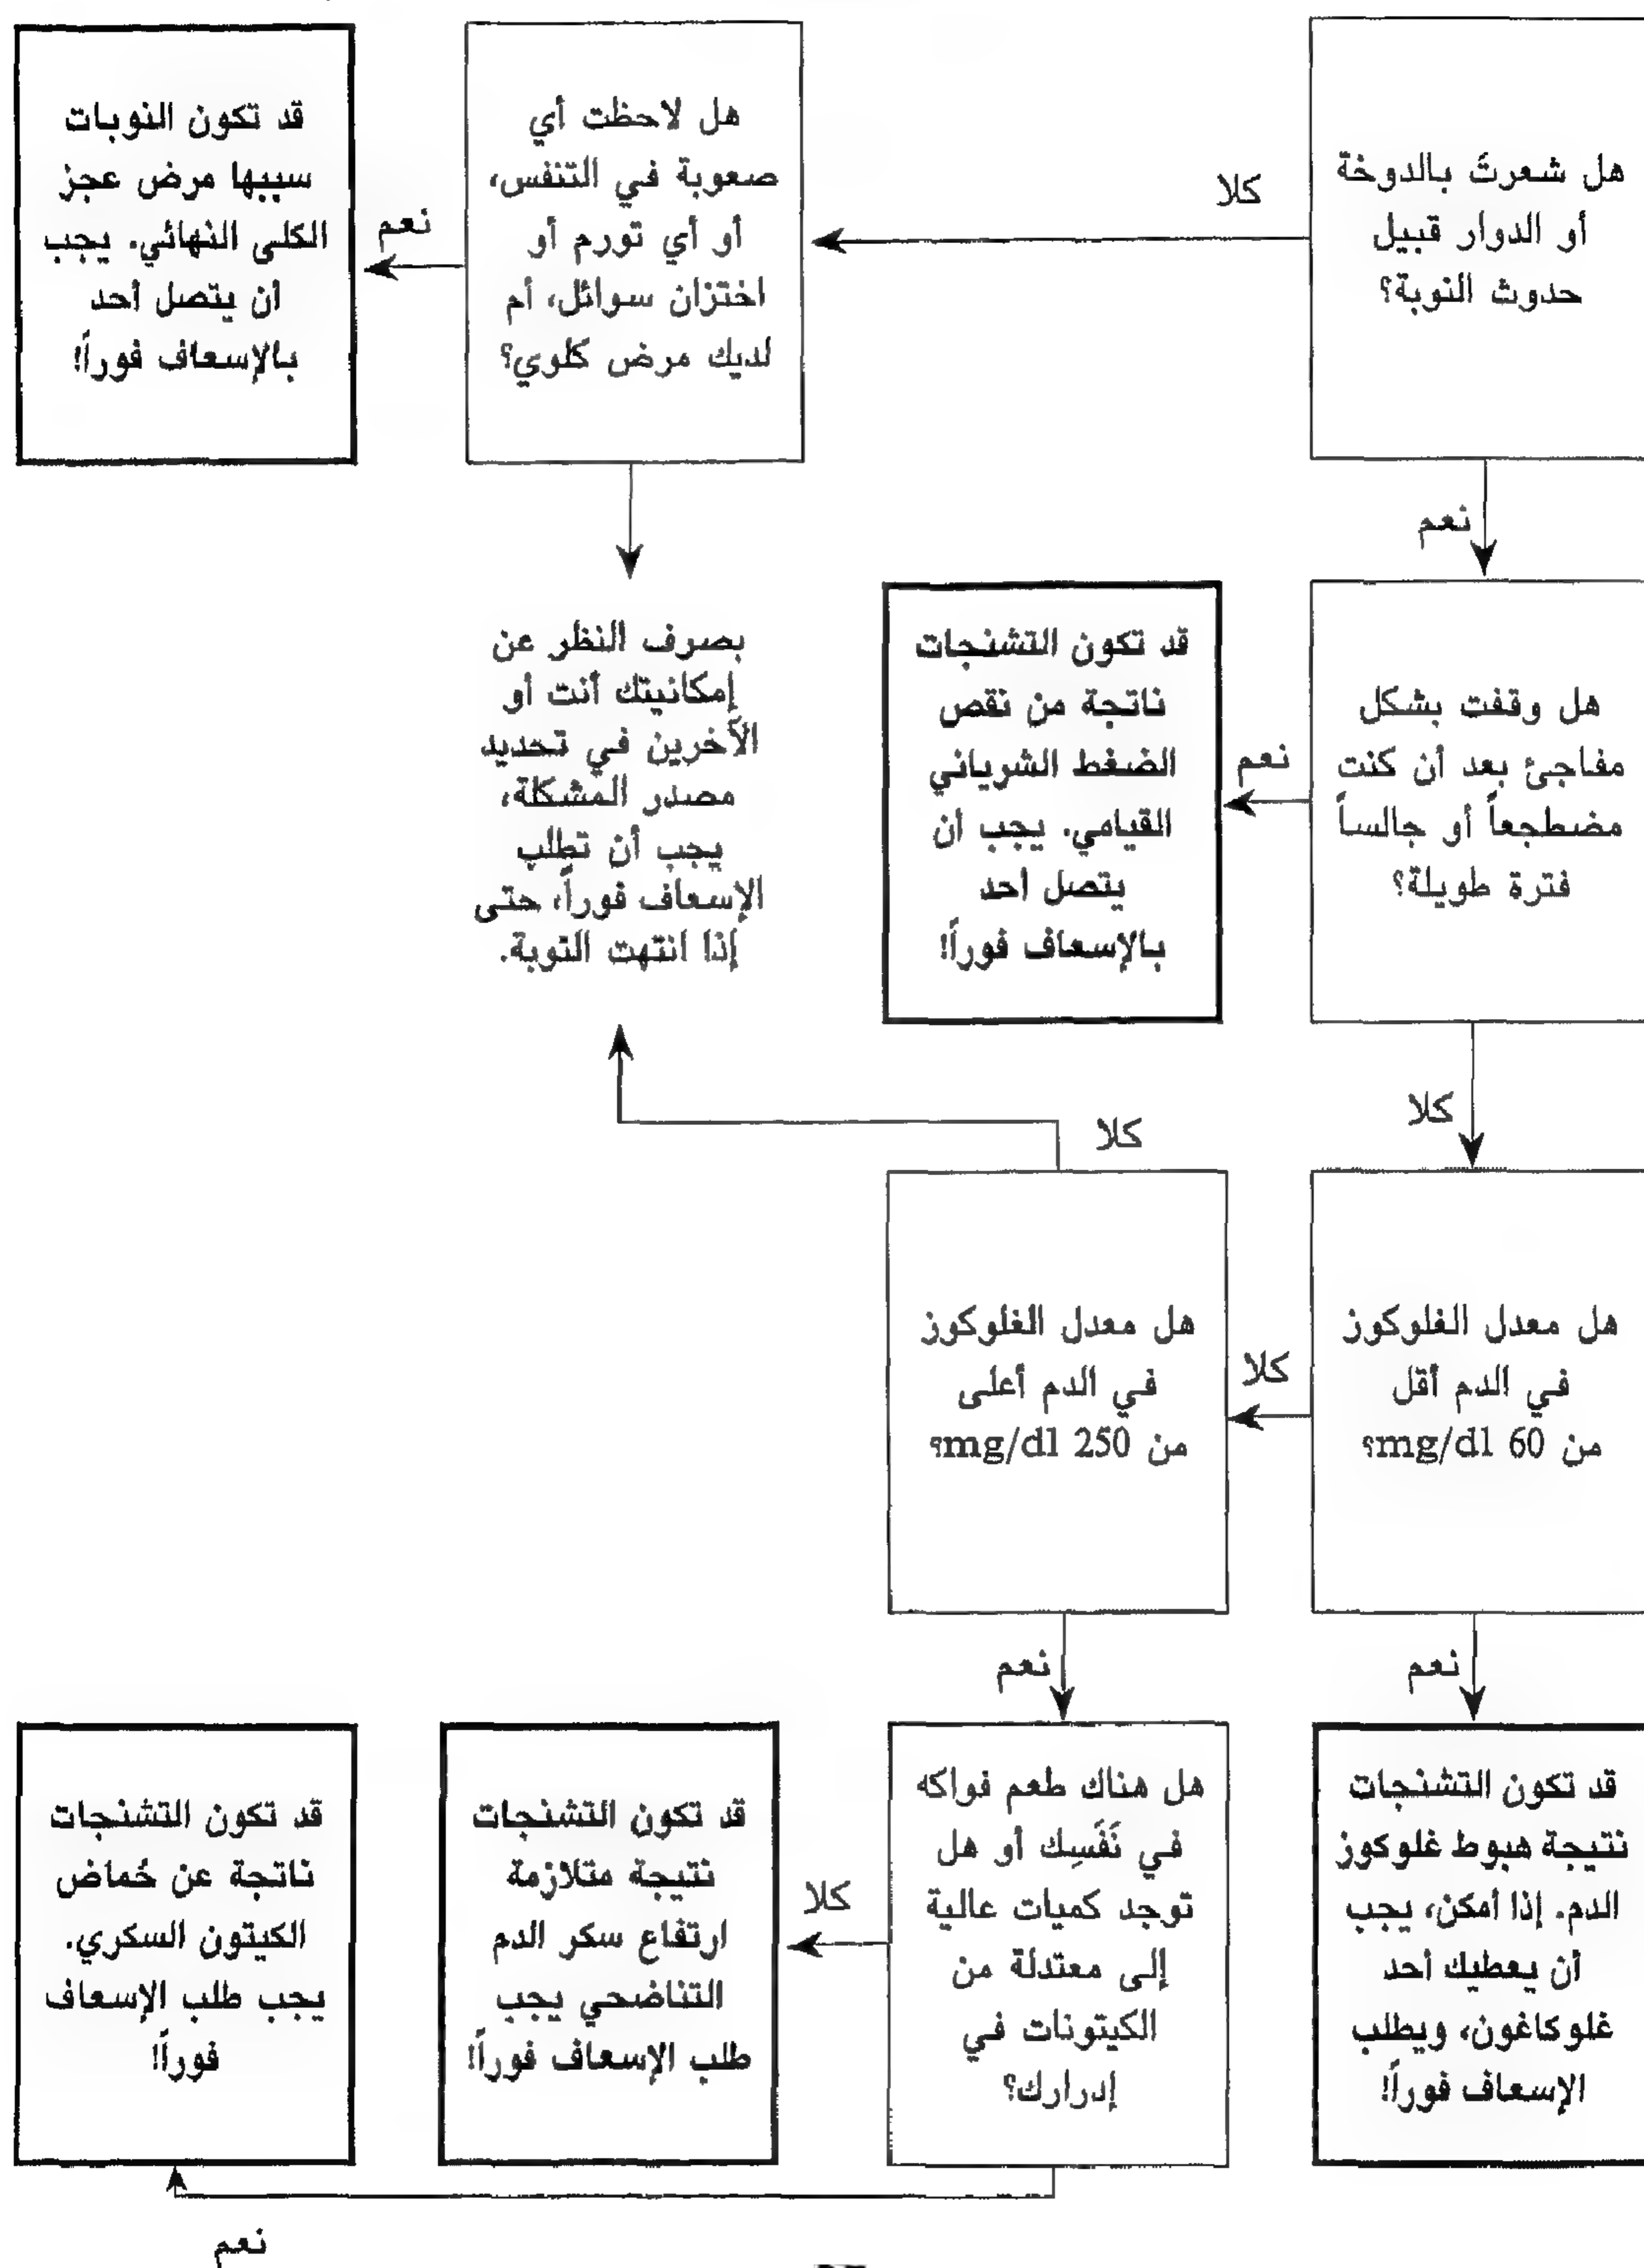 هل شعرتَ بالدوخة
أو الدوار قبيل
حدوث النوبة؟
كلا
هل لاحظت أي
صعوبة في التنفس،
أو أي تورم أو
اختزان سوائل، أم
لديك مرض كلوي؟
نعم
قد تكون النوبات
سببها مرض عجز
الكلى النهائي. يجب
أن يتصل أحد
بالإسعاف فوراً!
نعم
هل وقفت بشكل
مفاجئ بعد أن كنت
مضطجعاً أو جالساً
فترة طويلة؟
نعم
قد تكون التشنجات
ناتجة من نقص
الضغط الشرياني
القيامي. يجب أن
يتصل أحد
بالإسعاف فوراً!
بصرف النظر عن
إمكانيتك أنت أو
الآخرين في تحديد
مصدر المشكلة،
يجب أن تطلب
الإسعاف فوراً، حتى
إذا انتهت النوبة.
كلا
كلا
هل معدل الغلوكوز
في الدم أقل
من 60 mg/dl؟
كلا
هل معدل الغلوكوز
في الدم أعلى
من 250 mg/dl؟
نعم
نعم
قد تكون التشنجات
نتيجة هبوط غلوكوز
الدم. إذا أمكن، يجب
أن يعطيك أحد
غلوكاغون، ويطلب
الإسعاف فوراً!
هل هناك طعم فواكه
في نَفَسِك أو هل
توجد كميات عالية
إلى معتدلة من
الكيتونات في
إدرارك؟
كلا
قد تكون التشنجات
نتيجة متلازمة
ارتفاع سكر الدم
التناضحي يجب
طلب الإسعاف فوراً!
قد تكون التشنجات
ناتجة عن حُماض
الكيتون السكري.
يجب طلب الإسعاف
فوراً!
نعم